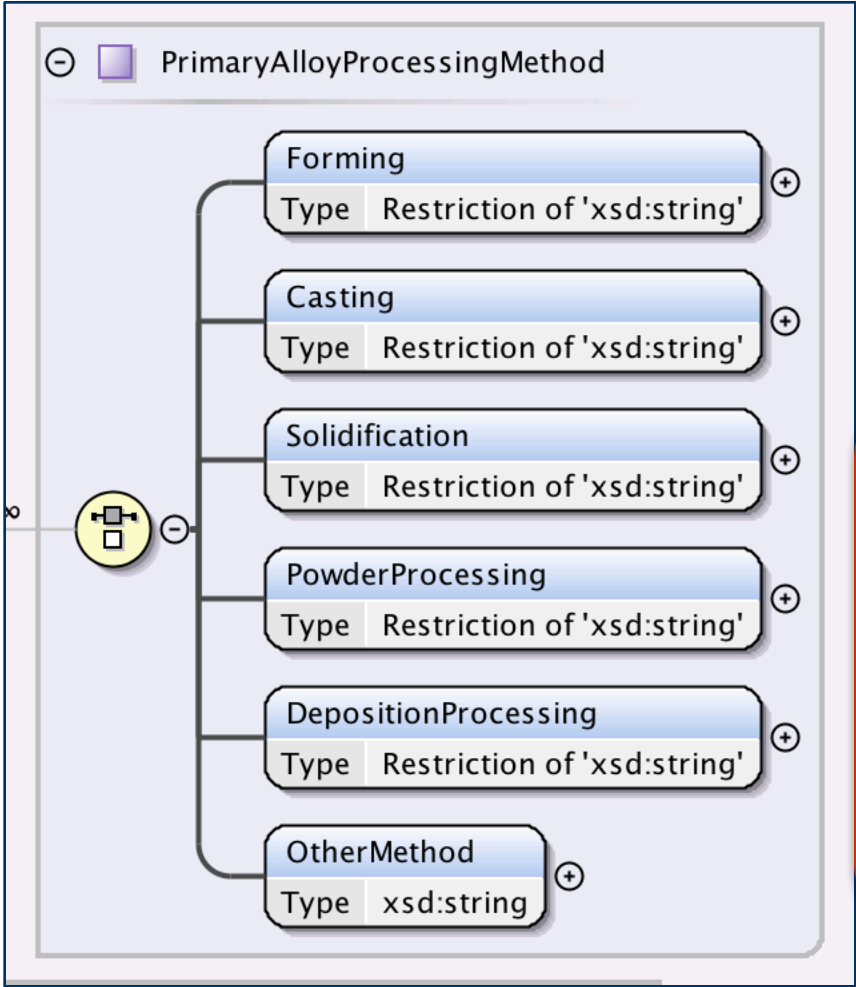 PrimaryAlloyProcessingMethod
Forming
Type Restriction of 'xsd:string'
Casting
Type Restriction of 'xsd:string'
Solidification
Type Restriction of 'xsd:string'
∞
PowderProcessing
Type Restriction of 'xsd:string'
DepositionProcessing
Type Restriction of 'xsd:string'
OtherMethod
Type xsd:string